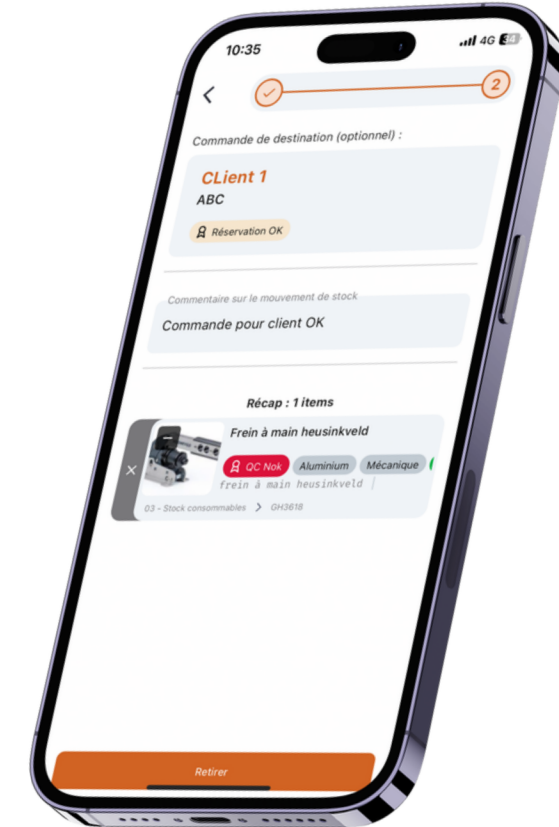 10:35
4G 34
2
Commande de destination (optionnel) :
CLient 1
ABC
Réservation OK
Commentaire sur le mouvement de stock
Commande pour client OK
Récap : 1 items
Frein à main heusinkveld
QC Nok Aluminium Mécanique
frein à main heusinkveld
03 - Stock consommables > GH3618
Retirer